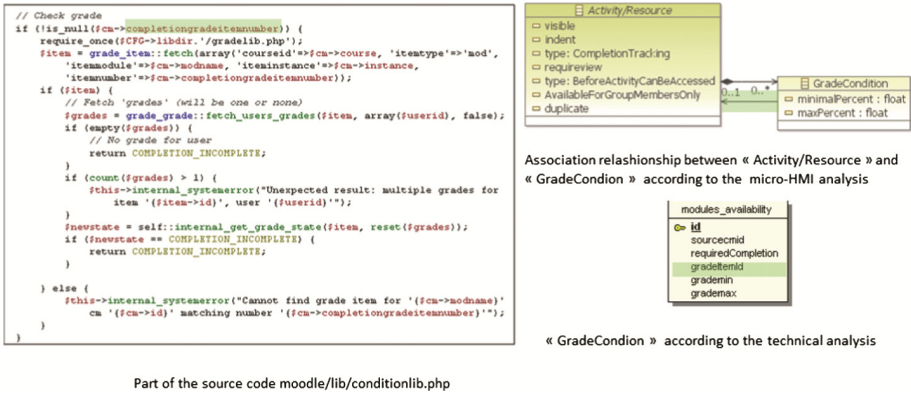 // Check grade
if (!is_null($cm->completiongradeitemnumber)) {
require_once($CFG->libdir.'/gradelib.php');
$item = grade_item::fetch(array('courseid'=>$cm->course, 'itemtype'=>'mod',
'itemmodule'=>$cm->modname, 'iteminstance'=>$cm->instance,
'itemnumber'=>$cm->completiongradeitemnumber));
if ($item) {
// Fetch 'grades' (will be one or none)
$grades = grade_grade::fetch_users_grades($item, array($userid), false);
if (empty($grades)) {
// No grade for user
return COMPLETION_INCOMPLETE;
}
if (count($grades) > 1) {
$this->internal_systemerror("Unexpected result: multiple grades for
item '{$item->id}', user '{$userid}'");
}
$newstate = self::internal_get_grade_state($item, reset($grades));
if ($newstate == COMPLETION_INCOMPLETE) {
return COMPLETION_INCOMPLETE;
}
} else {
$this->internal_systemerror("Cannot find grade item for '{$cm->modname}'
cm '{$cm->id}' matching number '{$cm->completiongradeitemnumber}'");
}
}
Part of the source code moodle/lib/conditionlib.php
Activity/Resource
visible
indent
type: CompletionTracking
requireview
type: BeforeActivityCanBeAccessed
AvailableForGroupMembersOnly
duplicate
0..1 0..*
GradeCondition
minimalPercent : float
maxPercent : float
Association relashionship between « Activity/Resource » and
« GradeCondion » according to the micro-HMI analysis
modules_availability
id
sourcecmid
requiredCompletion
gradeItemId
grademin
grademax
« GradeCondion » according to the technical analysis